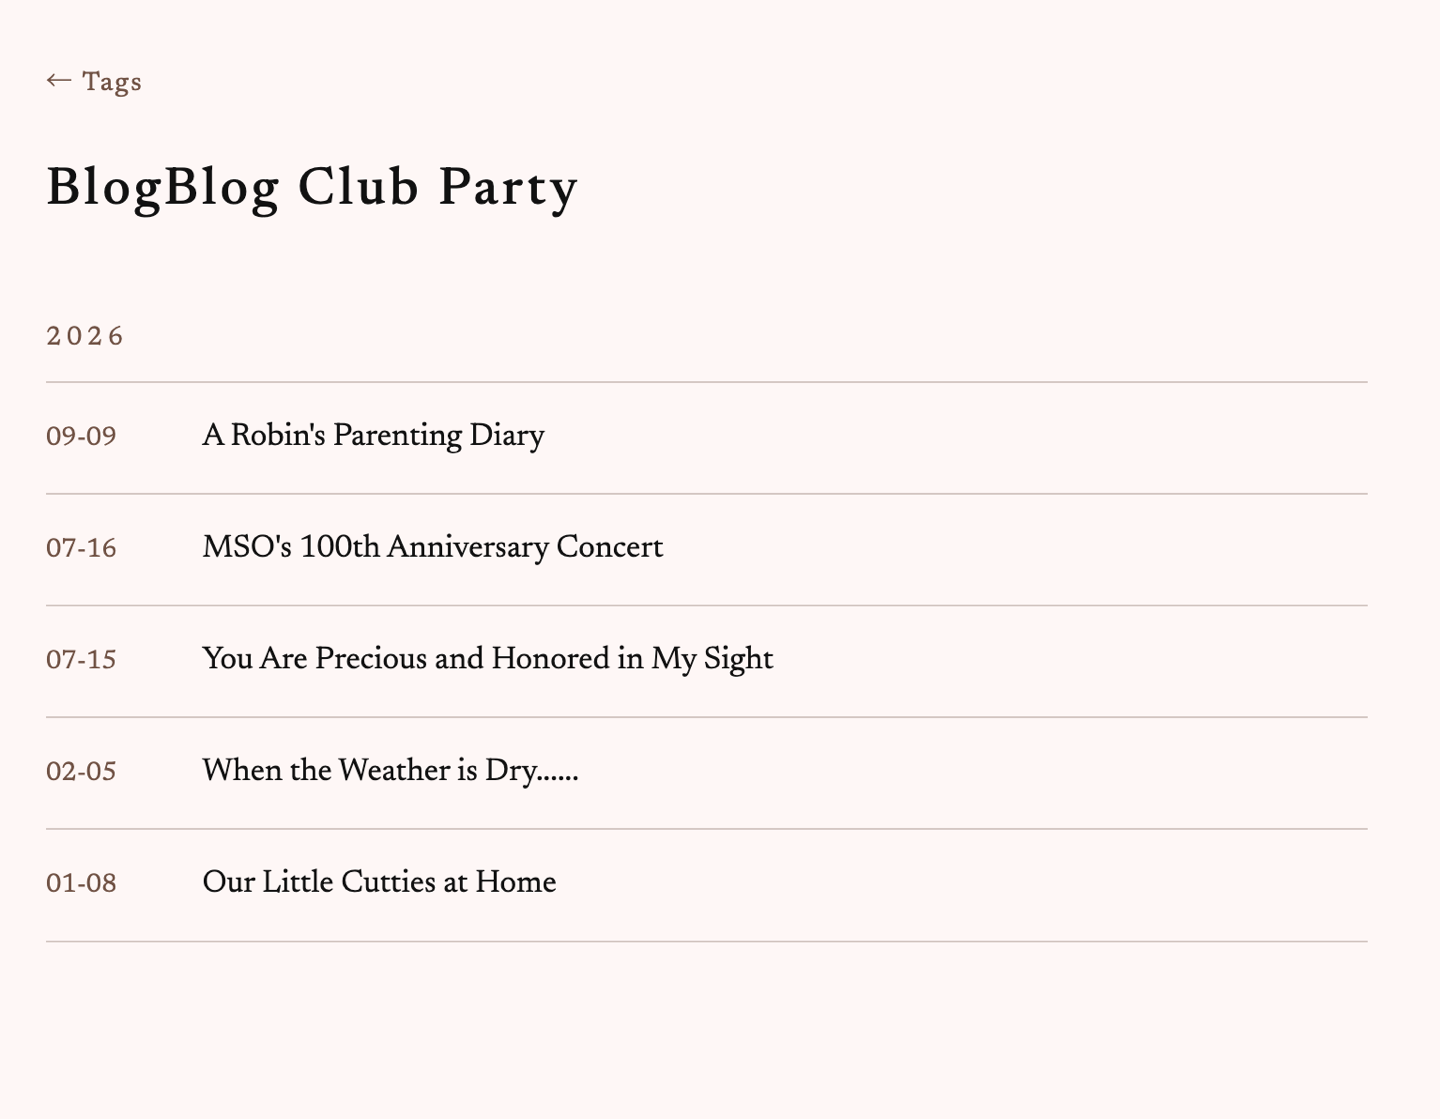 ← Tags
BlogBlog Club Party
2026
09-09 A Robin's Parenting Diary
07-16 MSO's 100th Anniversary Concert
07-15 You Are Precious and Honored in My Sight
02-05 When the Weather is Dry......
01-08 Our Little Cutties at Home